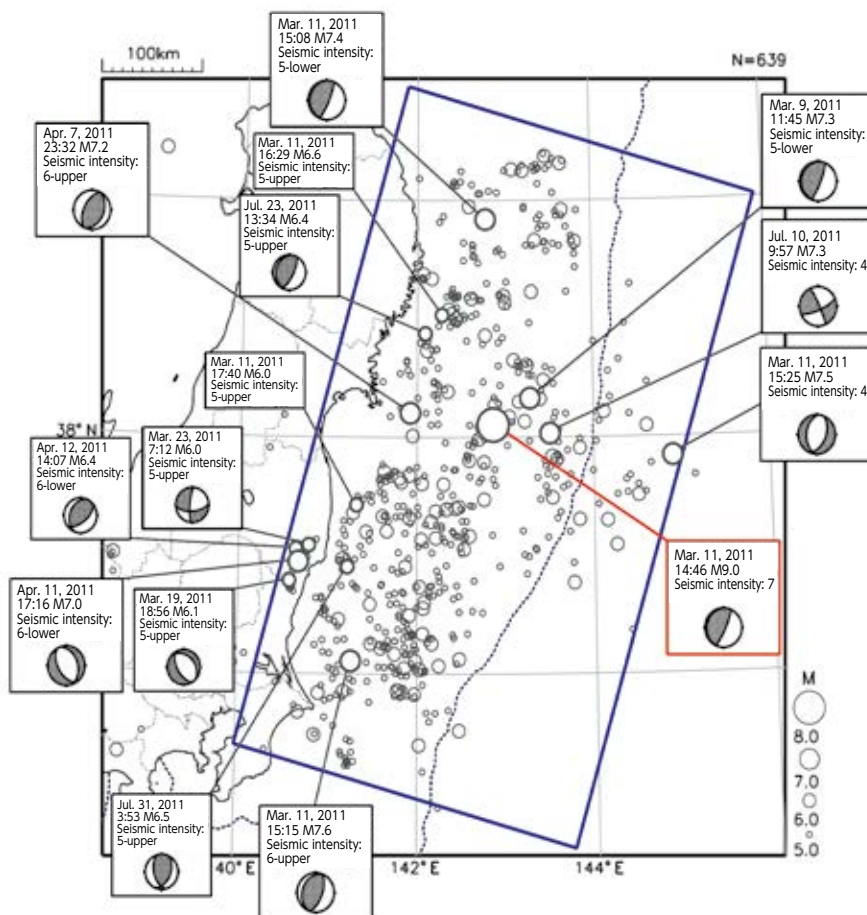 100km
N=639
Mar. 11, 2011
15:08 M7.4
Seismic intensity:
5-lower
Mar. 9, 2011
11:45 M7.3
Seismic intensity:
5-lower
Apr. 7, 2011
23:32 M7.2
Seismic intensity:
6-upper
Mar. 11, 2011
16:29 M6.6
Seismic intensity:
5-upper
Jul. 23, 2011
13:34 M6.4
Seismic intensity:
5-upper
Jul. 10, 2011
9:57 M7.3
Seismic intensity: 4
Mar. 11, 2011
17:40 M6.0
Seismic intensity:
5-upper
Mar. 11, 2011
15:25 M7.5
Seismic intensity: 4
38° N
Apr. 12, 2011
14:07 M6.4
Seismic intensity:
6-lower
Mar. 23, 2011
7:12 M6.0
Seismic intensity:
5-upper
Mar. 11, 2011
14:46 M9.0
Seismic intensity: 7
Apr. 11, 2011
17:16 M7.0
Seismic intensity:
6-lower
Mar. 19, 2011
18:56 M6.1
Seismic intensity:
5-upper
M
8.0
7.0
6.0
5.0
Jul. 31, 2011
3:53 M6.5
Seismic intensity:
5-upper
Mar. 11, 2011
15:15 M7.6
Seismic intensity:
6-upper
40°E
142°E
144°E